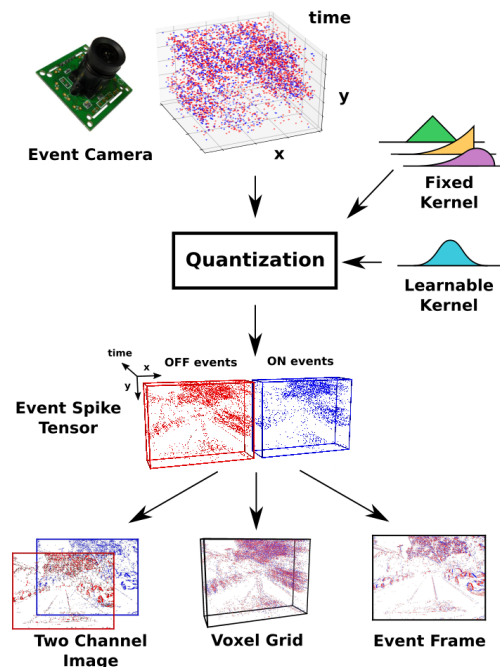 time
y
x
Event Camera
Fixed
Kernel
Quantization
Learnable
Kernel
time
x
y
OFF events
ON events
Event Spike
Tensor
Two Channel
Image
Voxel Grid
Event Frame